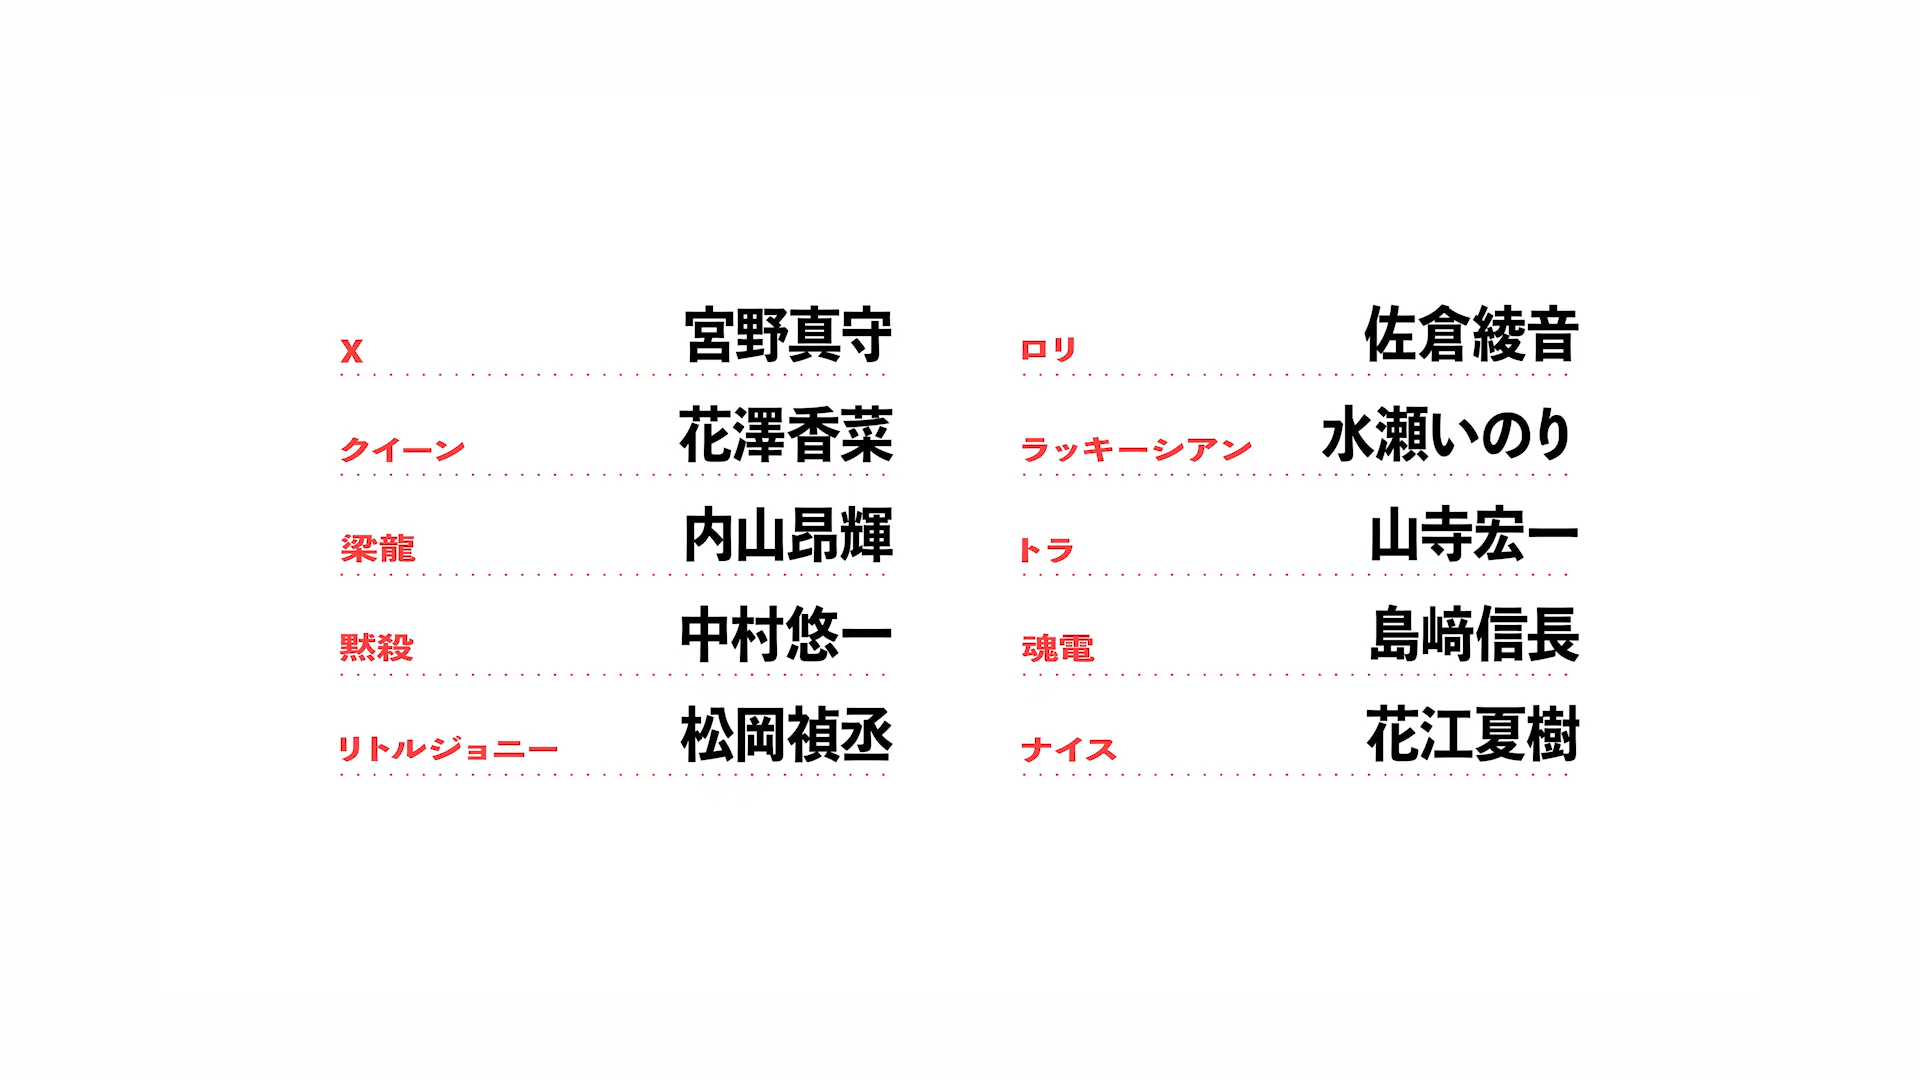 X 宮野真守
クイーン 花澤香菜
梁龍 内山昂輝
黙殺 中村悠一
リトルジョニー 松岡禎丞
ロリ 佐倉綾音
ラッキーシアン 水瀬いのり
トラ 山寺宏一
魂電 島﨑信長
ナイス 花江夏樹